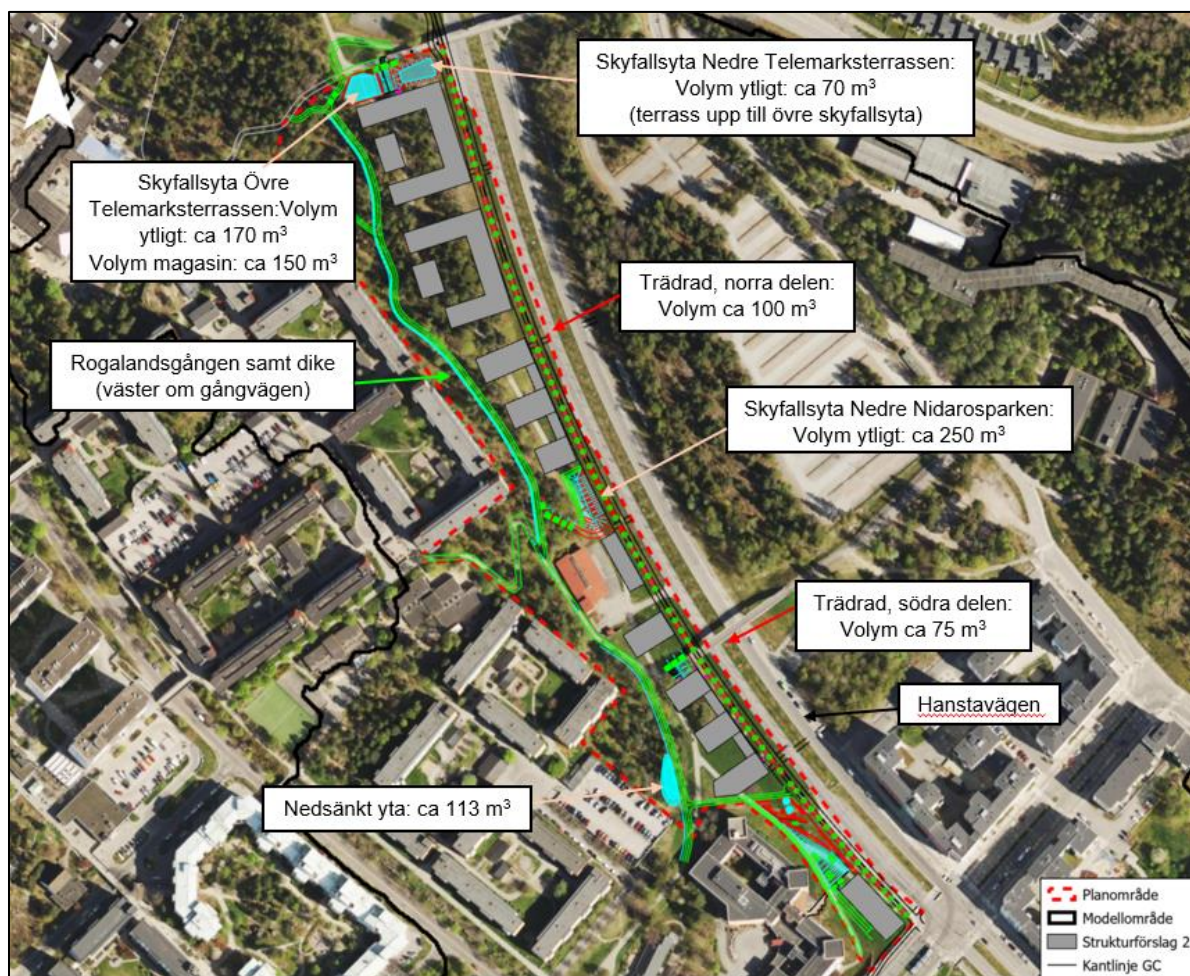 N
Skyfallsyta Nedre Telemarksterrassen:
Volym ytligt: ca 70 m³
(terrass upp till övre skyfallsyta)
Skyfallsyta Övre
Telemarksterrassen:Volym
ytligt: ca 170 m³
Volym magasin: ca 150 m³
Trädrad, norra delen:
Volym ca 100 m³
Rogalandsgången samt dike
(väster om gångvägen)
Skyfallsyta Nedre Nidarosparken:
Volym ytligt: ca 250 m³
Trädrad, södra delen:
Volym ca 75 m³
Hanstavägen
Nedsänkt yta: ca 113 m³
Planområde
Modellområde
Strukturförslag 2
Kantlinje GC